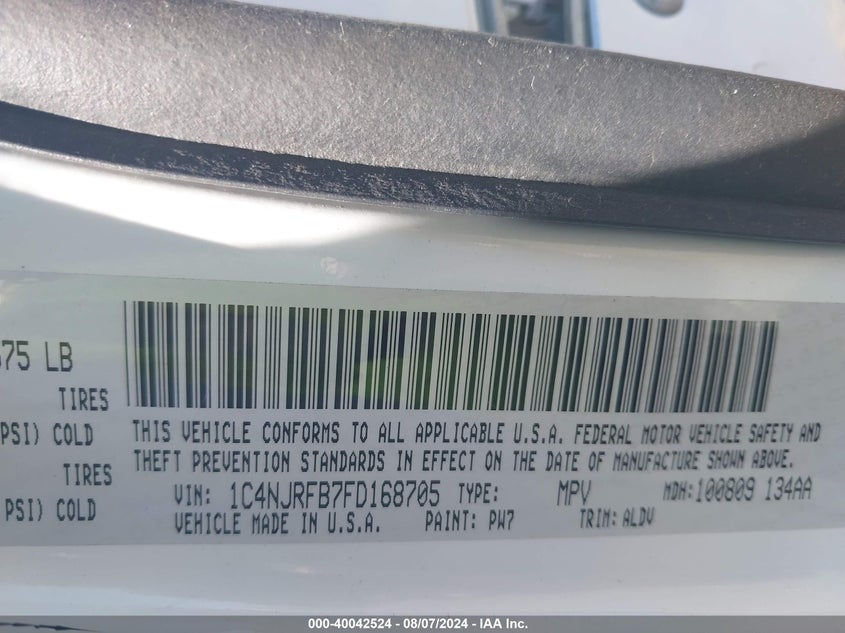 75 LB
TIRES
PSI) COLD
TIRES
PSI) COLD
THIS VEHICLE CONFORMS TO ALL APPLICABLE U.S.A. FEDERAL MOTOR VEHICLE SAFETY AND
THEFT PREVENTION STANDARDS IN EFFECT ON THE DATE OF MANUFACTURE SHOWN ABOVE.
VIN: 1C4NJRFB7FD168705 TYPE: MPV MDH: 100809 134AA
VEHICLE MADE IN U.S.A. PAINT: PW7 TRIM: ALDV
000-40042524 - 08/07/2024 - IAA Inc.